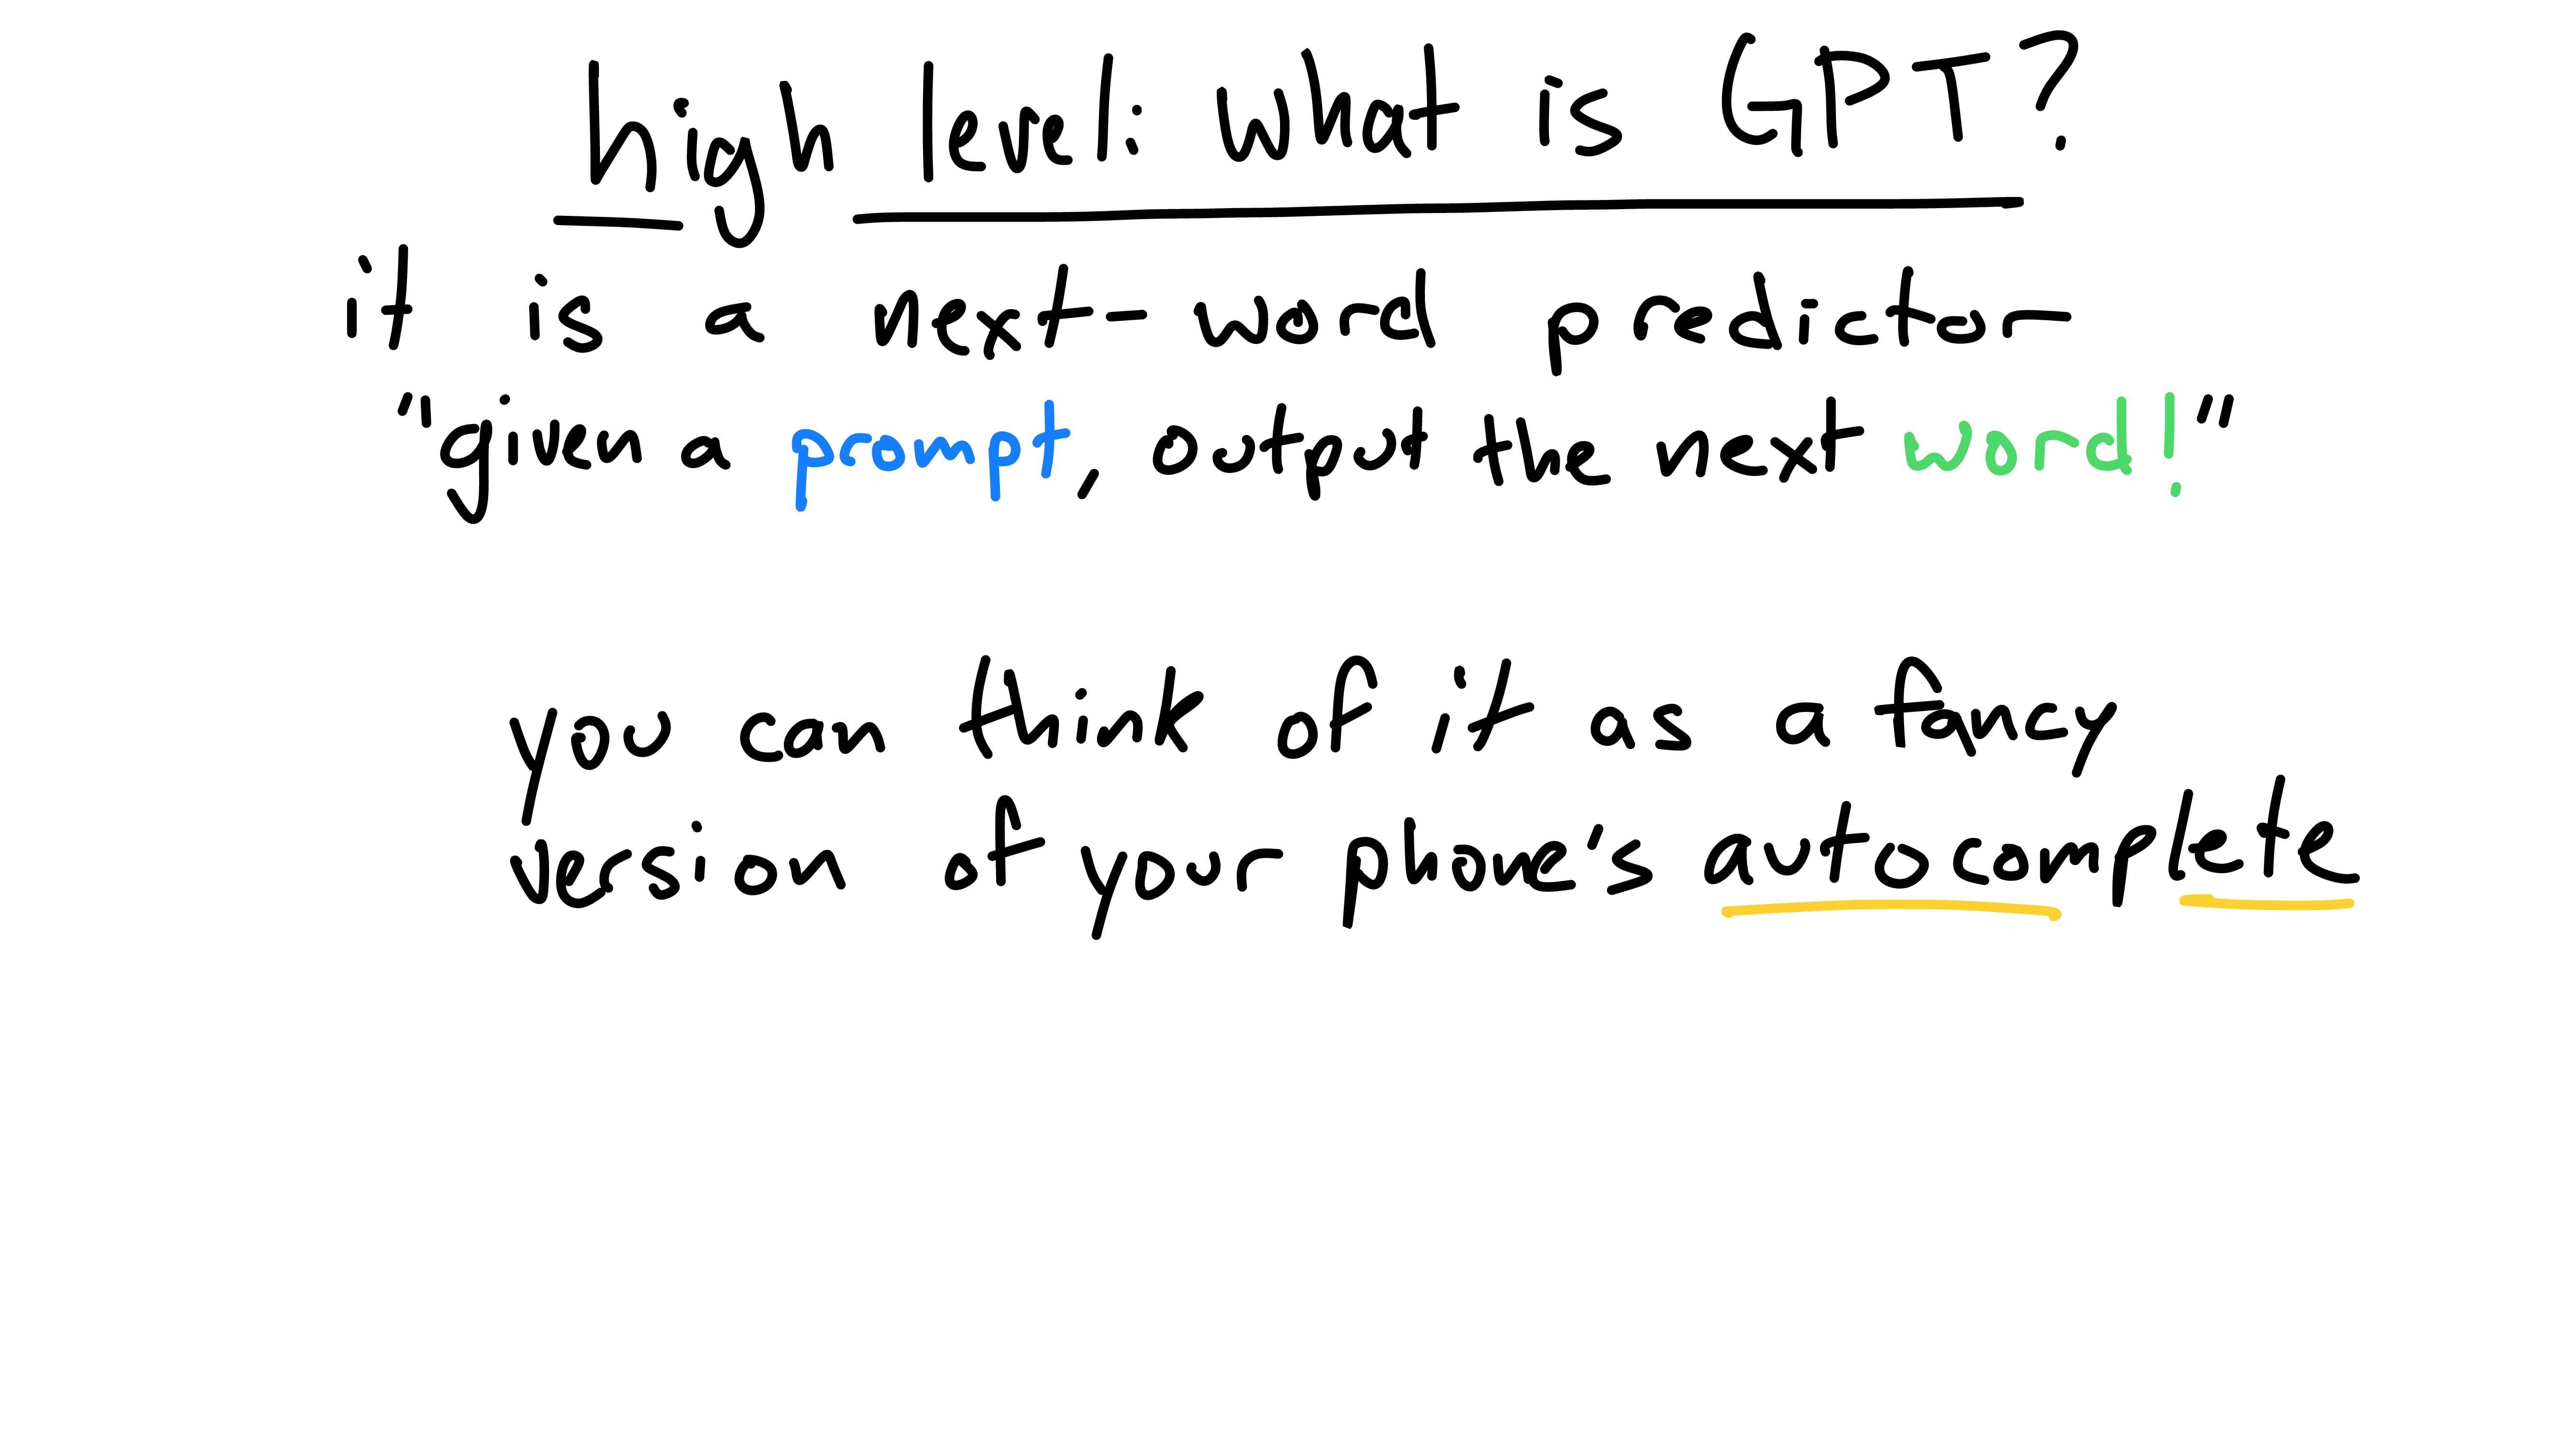 high level: what is GPT?
it is a next-word predictor
"given a prompt, output the next word!"
you can think of it as a fancy
version of your phone's autocomplete